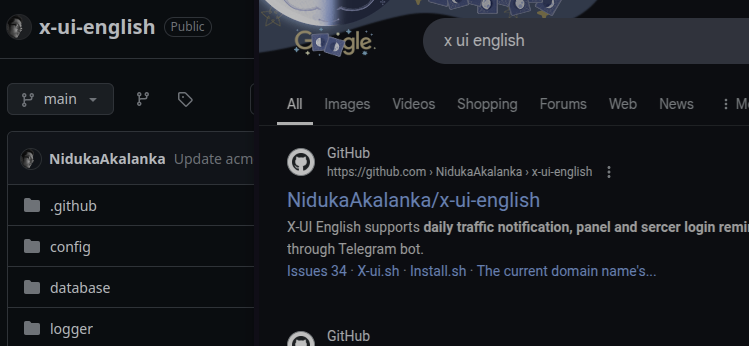 x-ui-english
Public
main
NidukaAkalanka Update acm
.github
config
database
logger
Google
x ui english
All Images Videos Shopping Forums Web News
GitHub
https://github.com › NidukaAkalanka › x-ui-english
NidukaAkalanka/x-ui-english
X-UI English supports daily traffic notification, panel and sercer login remi
through Telegram bot.
Issues 34 · X-ui.sh · Install.sh · The current domain name's...
GitHub